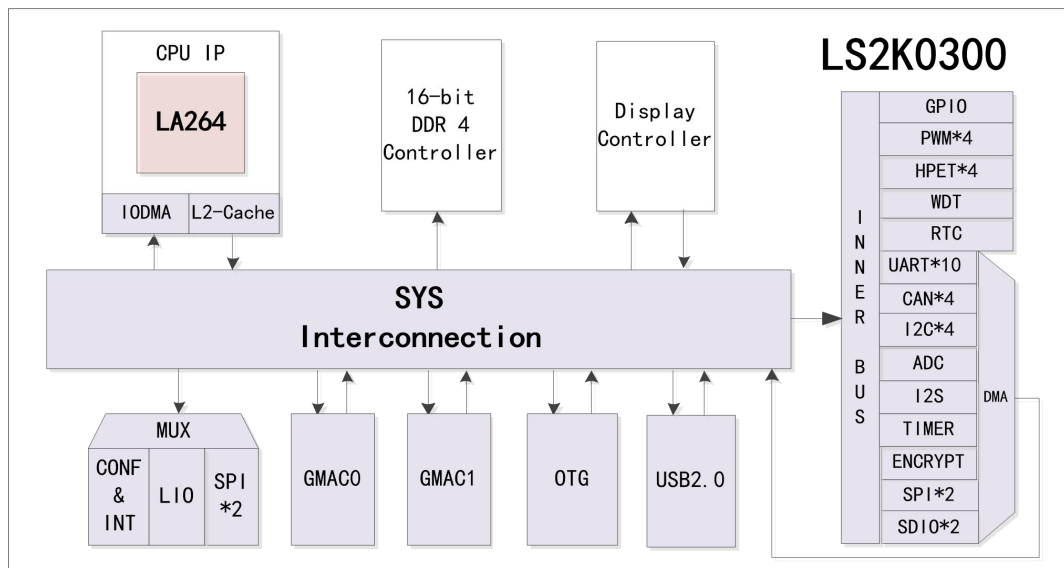 LS2K0300
CPU IP
LA264
IODMA
L2-Cache
16-bit
DDR 4
Controller
Display
Controller
SYS
Interconnection
MUX
CONF
&
INT
LIO
SPI
*2
GMAC0
GMAC1
OTG
USB2.0
INNER BUS
GPIO
PWM*4
HPET*4
WDT
RTC
UART*10
CAN*4
I2C*4
ADC
I2S
TIMER
ENCRYPT
SPI*2
SDIO*2
DMA